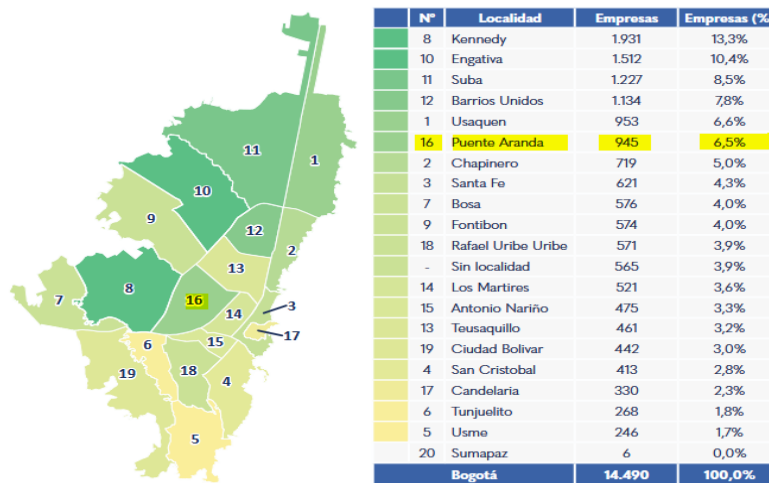 Nº Localidad Empresas Empresas (%
8 Kennedy 1.931 13,3%
10 Engativa 1.512 10,4%
11 Suba 1.227 8,5%
12 Barrios Unidos 1.134 7,8%
1 Usaquen 953 6,6%
16 Puente Aranda 945 6,5%
2 Chapinero 719 5,0%
3 Santa Fe 621 4,3%
7 Bosa 576 4,0%
9 Fontibon 574 4,0%
18 Rafael Uribe Uribe 571 3,9%
- Sin localidad 565 3,9%
14 Los Martires 521 3,6%
15 Antonio Nariño 475 3,3%
13 Teusaquillo 461 3,2%
19 Ciudad Bolivar 442 3,0%
4 San Cristobal 413 2,8%
17 Candelaria 330 2,3%
6 Tunjuelito 268 1,8%
5 Usme 246 1,7%
20 Sumapaz 6 0,0%
Bogotá 14.490 100,0%
11
1
10
9
12
2
13
8
7
16
3
14
17
6
15
19
18
4
5